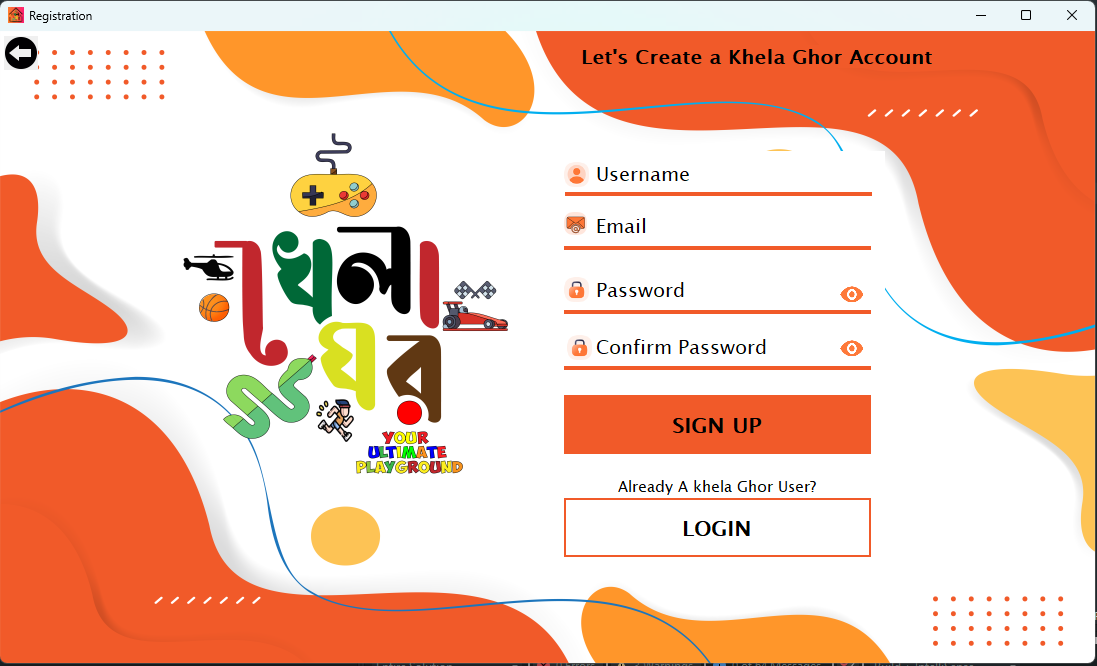 Registration
Let's Create a Khela Ghor Account
খেলা
ঘর
YOUR
ULTIMATE
PLAYGROUND
Username
Email
Password
Confirm Password
SIGN UP
Already A khela Ghor User?
LOGIN